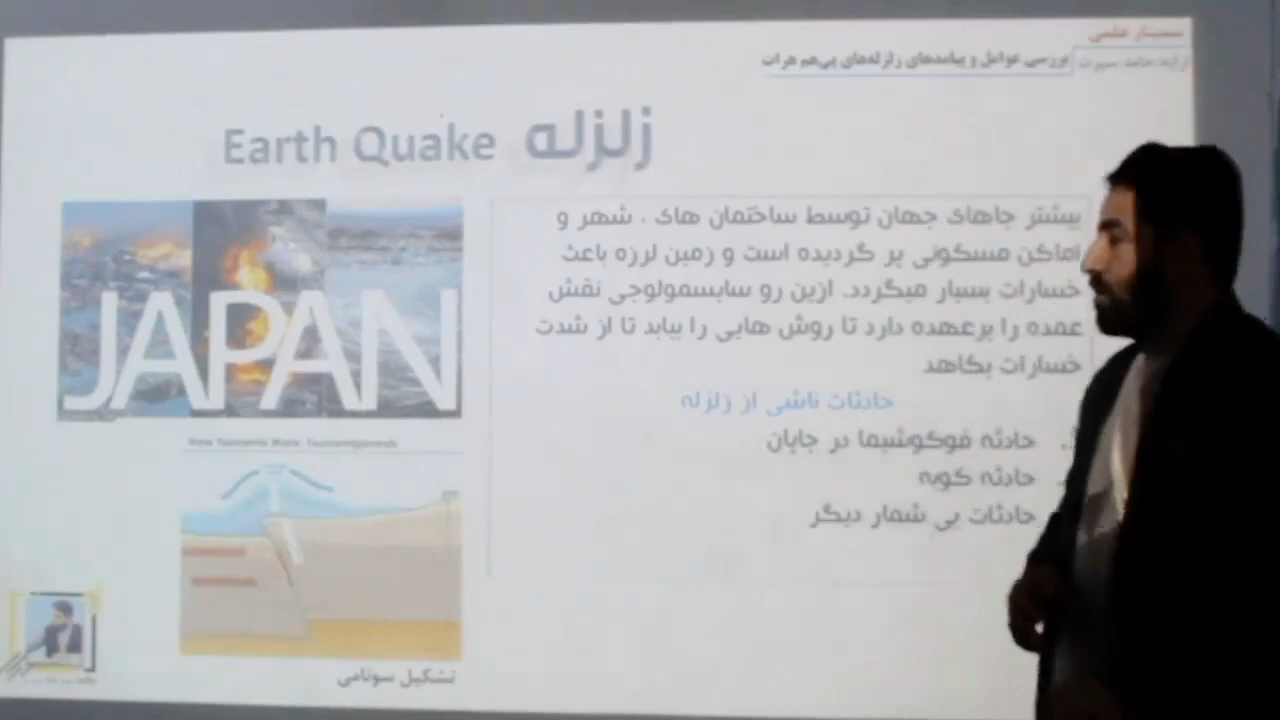 سمینار علمی
ارایه: حامد سیرت | بررسی عوامل و پیامدهای زلزله‌های پی‌هم هرات
Earth Quake زلزله
بیشتر جاهای جهان توسط ساختمان های ، شهر و
اماکن مسکونی پر گردیده است و زمین لرزه باعث
خسارات بسیار میگردد. ازین رو سایسمولوجی نقش
عمده را برعهده دارد تا روش هایی را بیابد تا از شدت
خسارات بکاهد
حادثات ناشی از زلزله
حادثه فوکوشیما در جاپان
حادثه کوبه
حادثات بی شمار دیگر
JAPAN
تشکیل سونامی